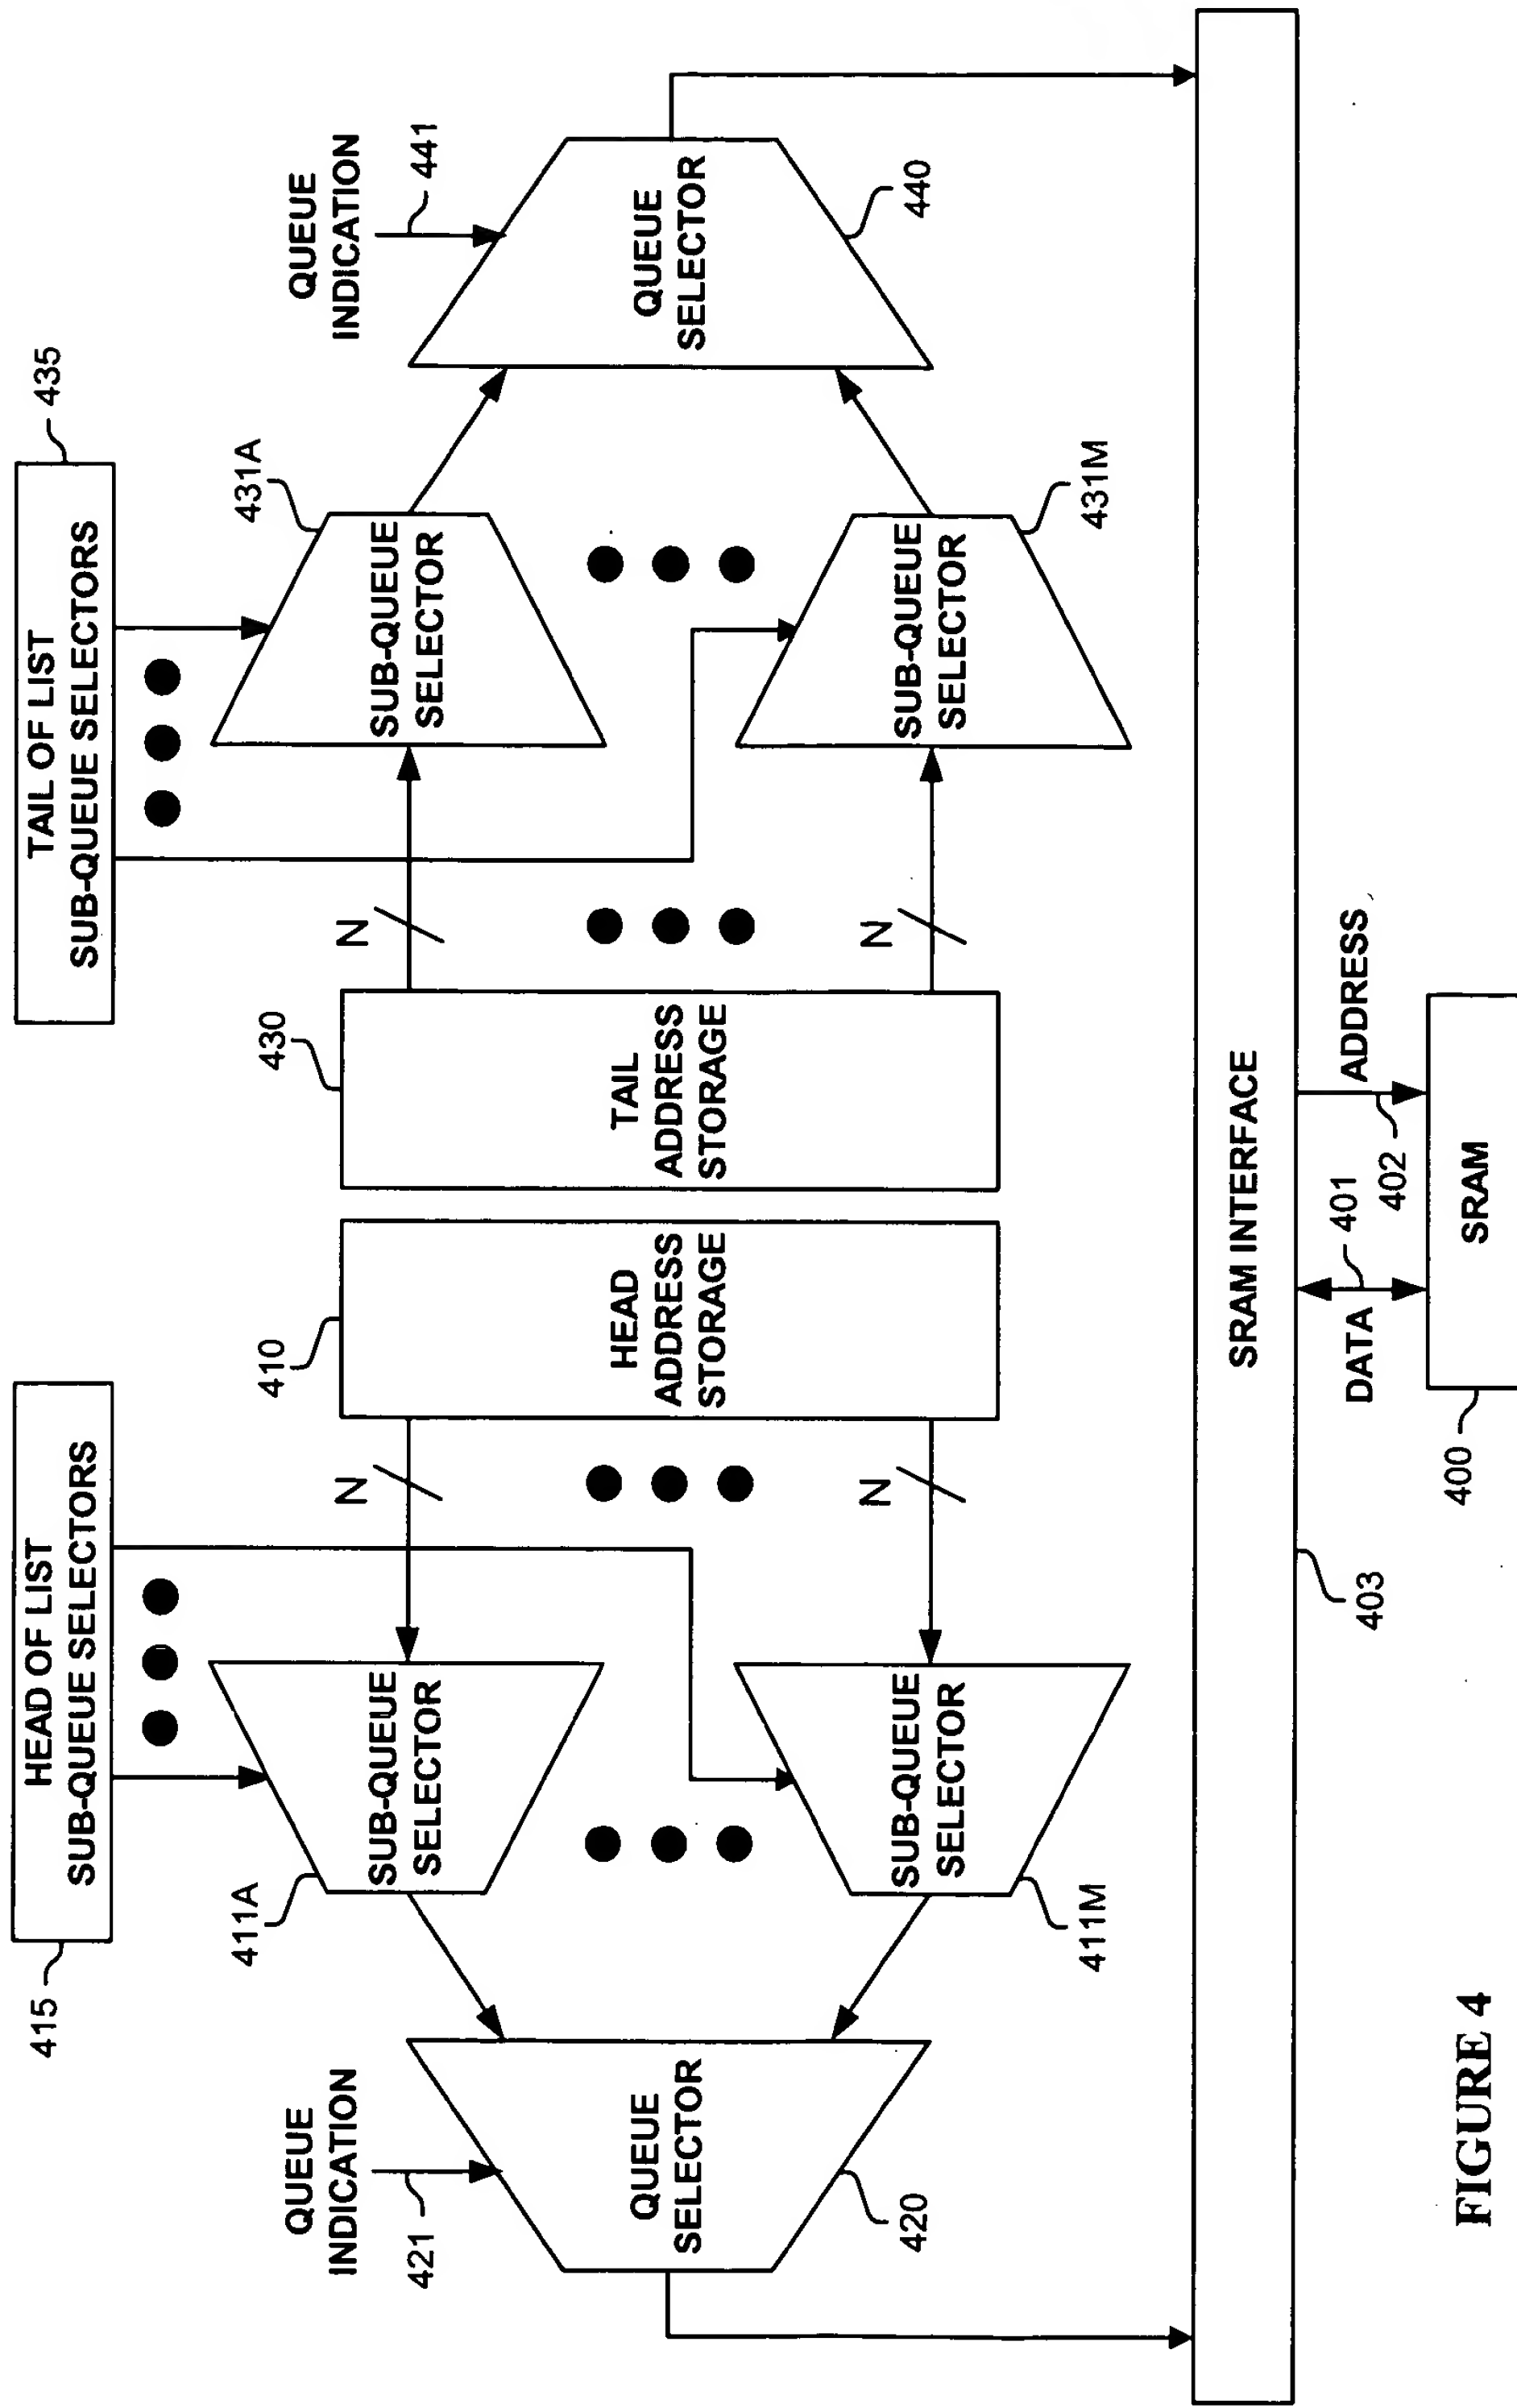 HEAD OF LIST
SUB-QUEUE SELECTORS
415
TAIL OF LIST
SUB-QUEUE SELECTORS
435
QUEUE
INDICATION
421
QUEUE
SELECTOR
420
411A
SUB-QUEUE
SELECTOR
SUB-QUEUE
SELECTOR
411M
N
N
410
HEAD
ADDRESS
STORAGE
430
TAIL
ADDRESS
STORAGE
N
N
431A
SUB-QUEUE
SELECTOR
SUB-QUEUE
SELECTOR
431M
QUEUE
INDICATION
441
QUEUE
SELECTOR
440
SRAM INTERFACE
403
DATA
401
402
ADDRESS
400
SRAM
FIGURE 4